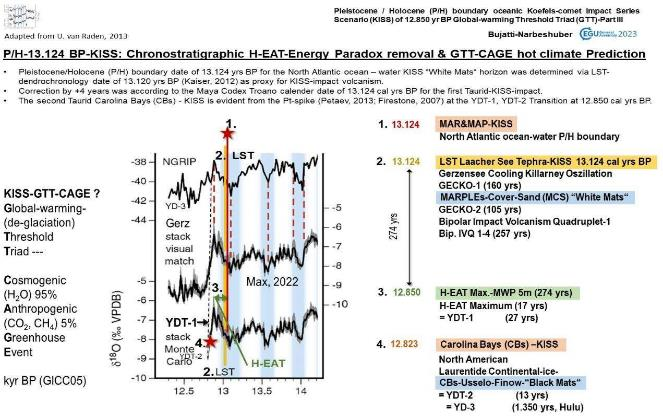 Pleistocene / Holocene (P/H) boundary oceanic Koefels-comet Impact Series
Scenario (KISS) of 12.850 yr BP Global-warming Threshold Triad (GTT)-Part III
Bujatti-Narbeshuber EGU 2023
Adapted from U. van Raden, 2013
P/H-13.124 BP-KISS: Chronostratigraphic H-EAT-Energy Paradox removal & GTT-CAGE hot climate Prediction
• Pleistocene/Holocene (P/H) boundary date of 13.124 yrs BP for the North Atlantic ocean – water KISS "White Mats" horizon was determined via LST-
dendrochronology date of 13.120 yrs BP (Kaiser, 2012) as proxy for KISS-impact volcanism.
• Correction by +4 years was according to the Maya Codex Troano calender date of 13.124 cal yrs BP for the first Taurid-KISS-impact.
• The second Taurid Carolina Bays (CBs) - KISS is evident from the Pt-spike (Petaev, 2013; Firestone, 2007) at the YDT-1, YDT-2 Transition at 12.850 cal yrs BP.
KISS-GTT-CAGE ?
Global-warming-
(de-glaciation)
Threshold
Triad ---
Cosmogenic
(H2O) 95%
Anthropogenic
(CO2, CH4) 5%
Greenhouse
Event
kyr BP (GICC05)
1.
2. LST
NGRIP
-38
-40
-42
-44
YD-3
Gerz
stack
visual
match
-5
-6
-7
-8
-9
-10
Max, 2022
3.
-5
-6
-7
-8
-9
-10
δ18O (‰ VPDB)
YDT-1
stack
Monte
Carlo
4.
YDT-2
H-EAT
2. LST
12.5
13
13.5
14
1. 13.124 MAR&MAP-KISS
North Atlantic ocean-water P/H boundary
2. 13.124 LST Laacher See Tephra-KISS 13.124 cal yrs BP
Gerzensee Cooling Killarney Oszillation
GECKO-1 (160 yrs)
MARPLEs-Cover-Sand (MCS) "White Mats"
GECKO-2 (105 yrs)
Bipolar Impact Volcanism Quadruplet-1
Bip. IVQ 1-4 (257 yrs)
274 yrs
3. 12.850 H-EAT Max.-MWP 5m (274 yrs)
H-EAT Maximum (17 yrs)
= YDT-1 (27 yrs)
4. 12.823 Carolina Bays (CBs) –KISS
North American
Laurentide Continental-ice-
CBs-Usselo-Finow-"Black Mats"
= YDT-2 (13 yrs)
= YD-3 (1.350 yrs, Hulu)